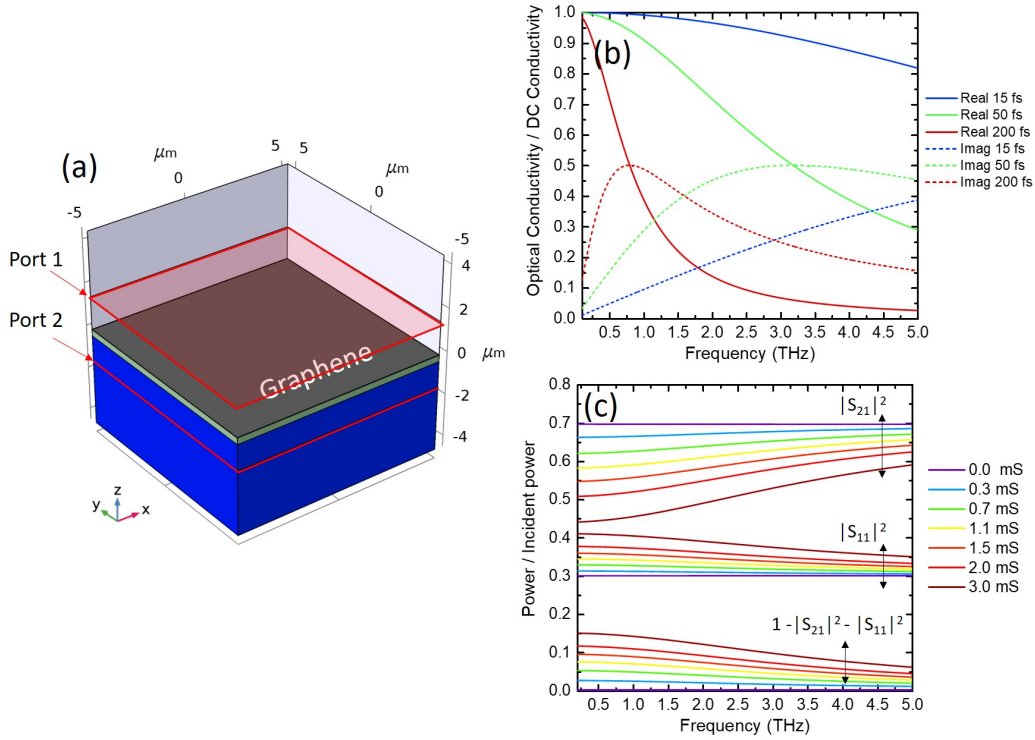 (a)
μm
μm
5
5
0
0
-5
-5
4
2
0
μm
-2
-4
Port 1
Port 2
Graphene
z
y
x
(b)
Optical Conductivity / DC Conductivity
1.0
0.9
0.8
0.7
0.6
0.5
0.4
0.3
0.2
0.1
0.0
0.5 1.0 1.5 2.0 2.5 3.0 3.5 4.0 4.5 5.0
Frequency (THz)
Real 15 fs
Real 50 fs
Real 200 fs
Imag 15 fs
Imag 50 fs
Imag 200 fs
(c)
Power / Incident power
0.8
0.7
0.6
0.5
0.4
0.3
0.2
0.1
0.0
|S21|²
|S11|²
1 -|S21|² - |S11|²
0.5 1.0 1.5 2.0 2.5 3.0 3.5 4.0 4.5 5.0
Frequency (THz)
0.0 mS
0.3 mS
0.7 mS
1.1 mS
1.5 mS
2.0 mS
3.0 mS